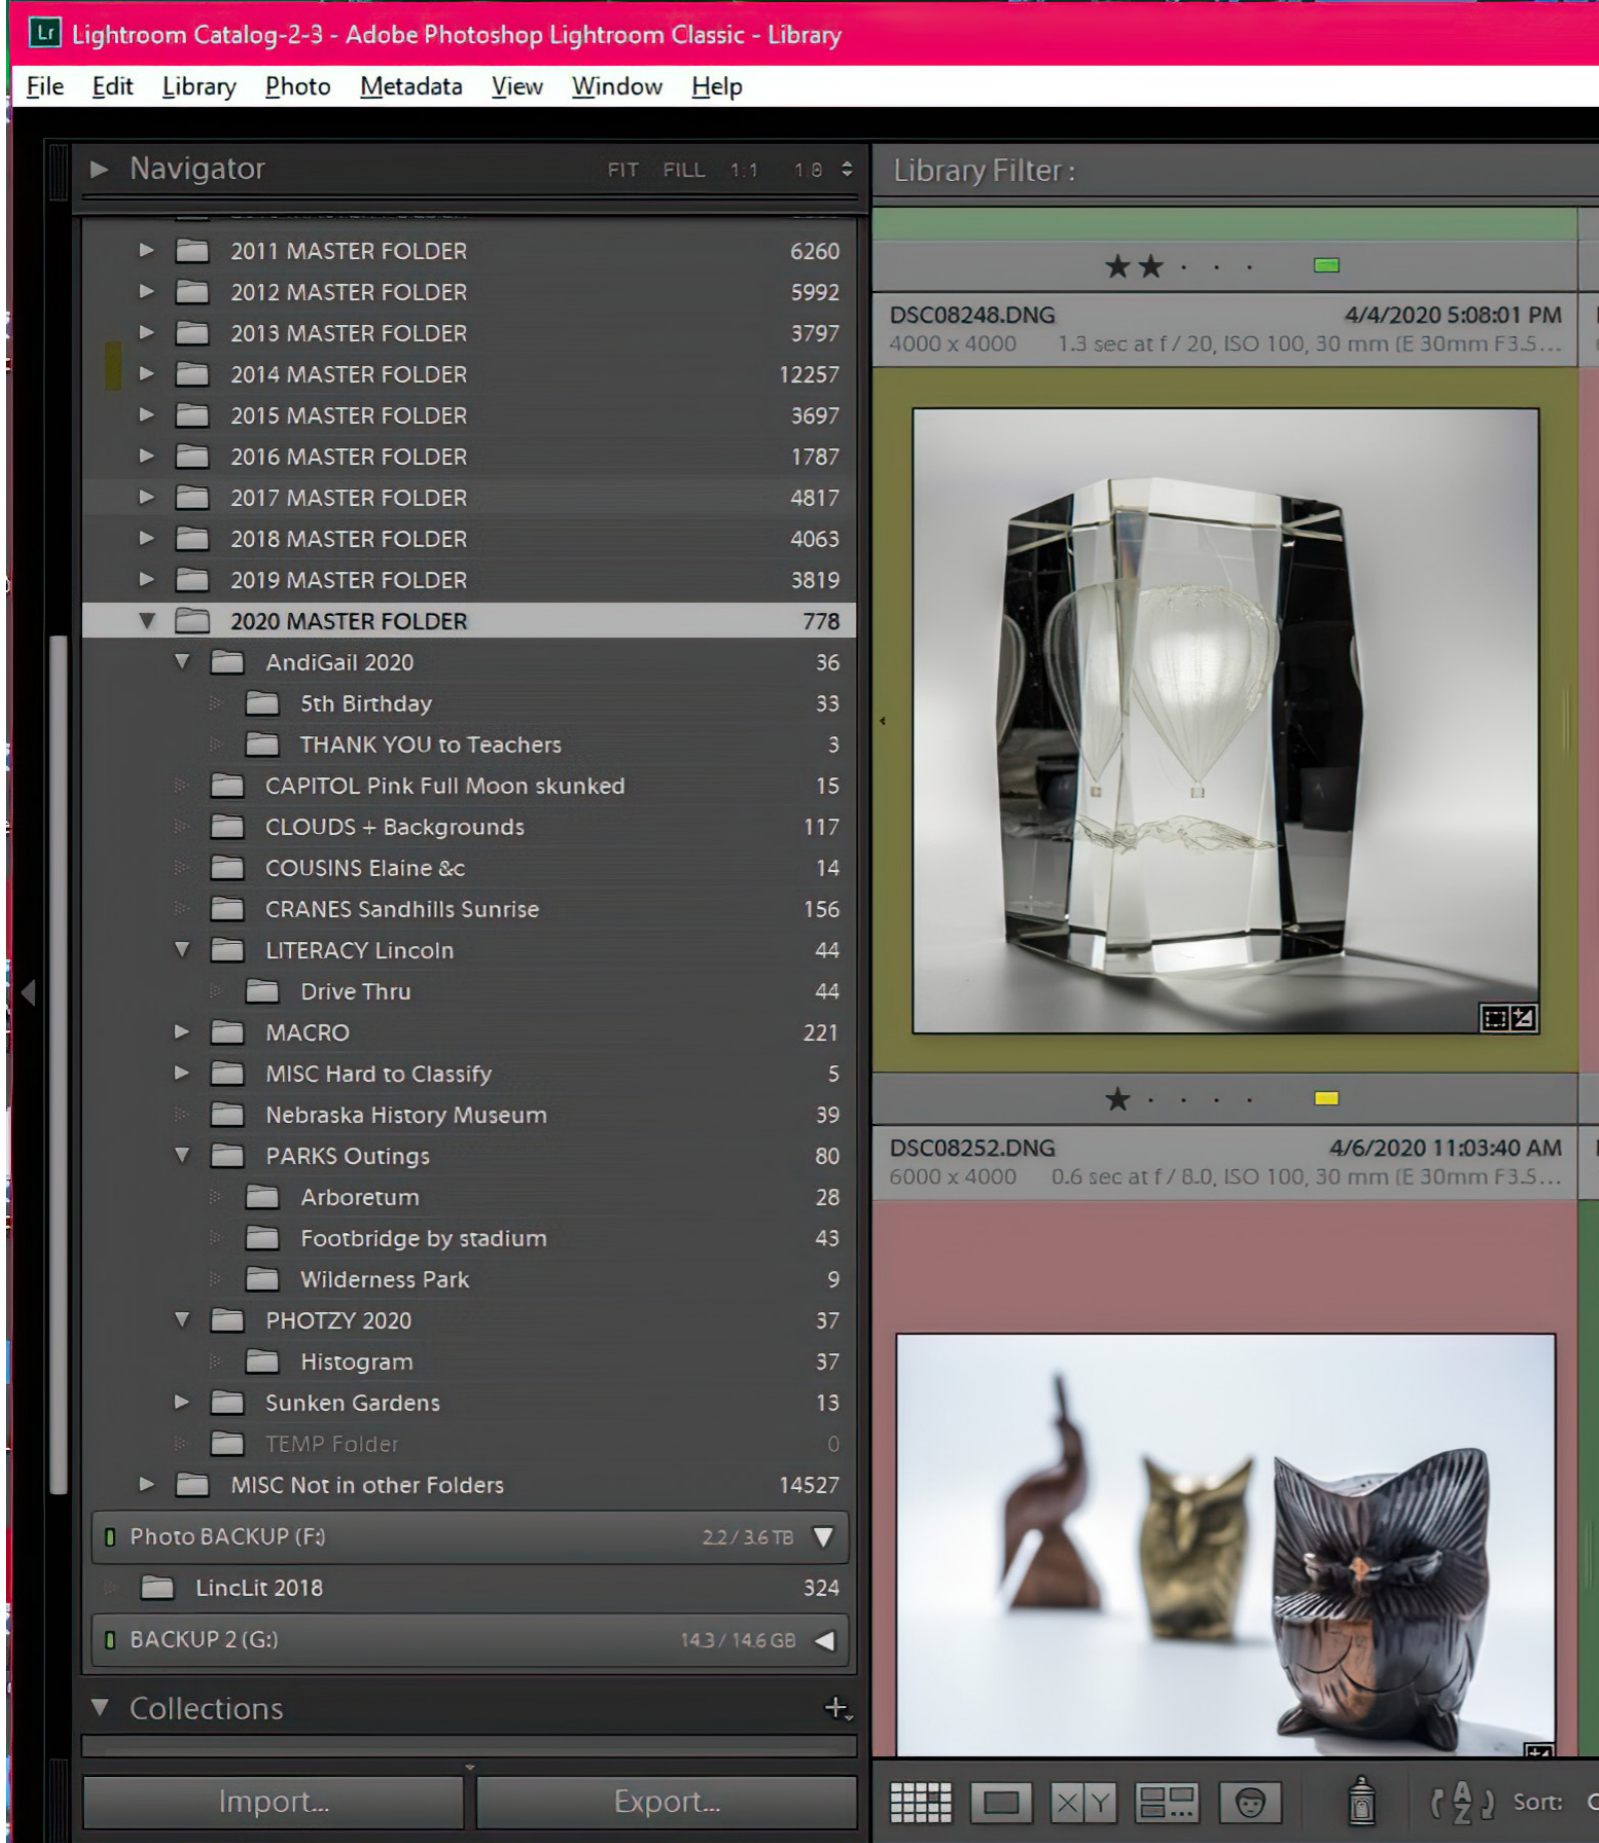 Lr Lightroom Catalog-2-3 - Adobe Photoshop Lightroom Classic - Library
File Edit Library Photo Metadata View Window Help
Navigator FIT FILL 1:1 1:8
2011 MASTER FOLDER 6260
2012 MASTER FOLDER 5992
2013 MASTER FOLDER 3797
2014 MASTER FOLDER 12257
2015 MASTER FOLDER 3697
2016 MASTER FOLDER 1787
2017 MASTER FOLDER 4817
2018 MASTER FOLDER 4063
2019 MASTER FOLDER 3819
2020 MASTER FOLDER 778
AndiGail 2020 36
5th Birthday 33
THANK YOU to Teachers 3
CAPITOL Pink Full Moon skunked 15
CLOUDS + Backgrounds 117
COUSINS Elaine &c 14
CRANES Sandhills Sunrise 156
LITERACY Lincoln 44
Drive Thru 44
MACRO 221
MISC Hard to Classify 5
Nebraska History Museum 39
PARKS Outings 80
Arboretum 28
Footbridge by stadium 43
Wilderness Park 9
PHOTZY 2020 37
Histogram 37
Sunken Gardens 13
TEMP Folder 0
MISC Not in other Folders 14527
Photo BACKUP (F:) 2.2 / 3.6 TB
LincLit 2018 324
BACKUP 2 (G:) 14.3 / 14.6 GB
Collections
Import... Export...
Library Filter :
DSC08248.DNG 4/4/2020 5:08:01 PM
4000 x 4000 1.3 sec at f / 20, ISO 100, 30 mm (E 30mm F3.5...
DSC08252.DNG 4/6/2020 11:03:40 AM
6000 x 4000 0.6 sec at f / 8.0, ISO 100, 30 mm (E 30mm F3.5...
X Y A Z Sort: